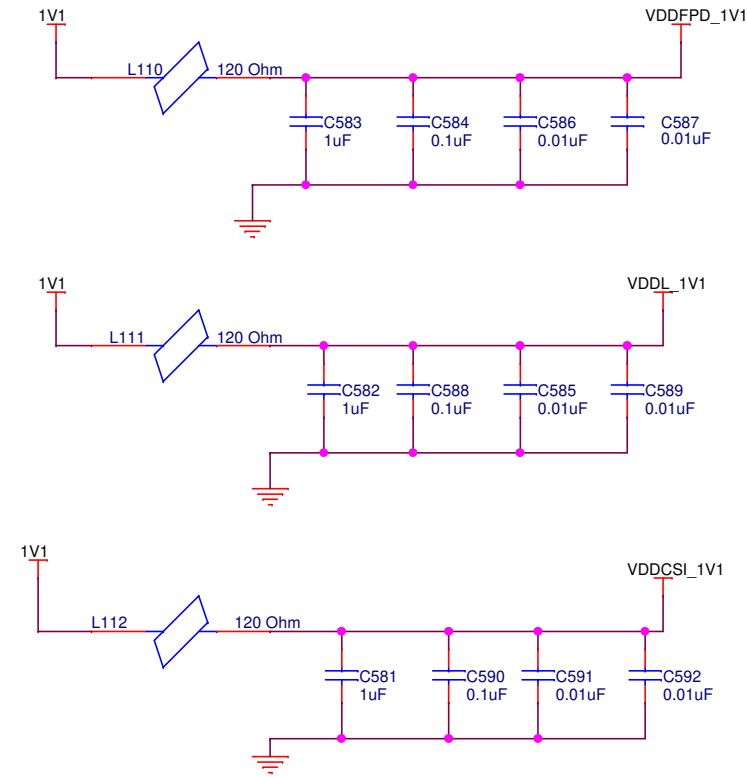 1V1
VDDFPD_1V1
L110
120 Ohm
C583
1uF
C584
0.1uF
C586
0.01uF
C587
0.01uF
1V1
VDDL_1V1
L111
120 Ohm
C582
1uF
C588
0.1uF
C585
0.01uF
C589
0.01uF
1V1
VDDCSI_1V1
L112
120 Ohm
C581
1uF
C590
0.1uF
C591
0.01uF
C592
0.01uF